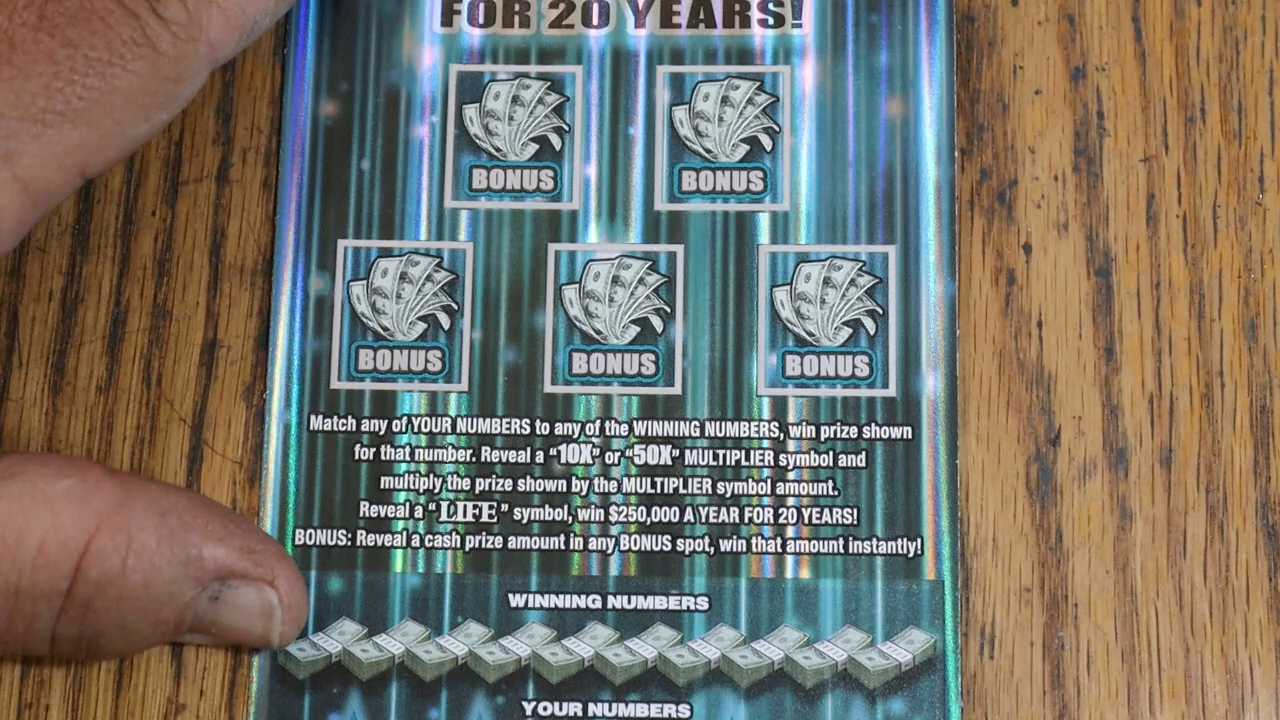 FOR 20 YEARS!
BONUS BONUS
BONUS BONUS BONUS
Match any of YOUR NUMBERS to any of the WINNING NUMBERS, win prize shown
for that number. Reveal a "10X" or "50X" MULTIPLIER symbol and
multiply the prize shown by the MULTIPLIER symbol amount.
Reveal a "LIFE" symbol, win $250,000 A YEAR FOR 20 YEARS!
BONUS: Reveal a cash prize amount in any BONUS spot, win that amount instantly!
WINNING NUMBERS
YOUR NUMBERS